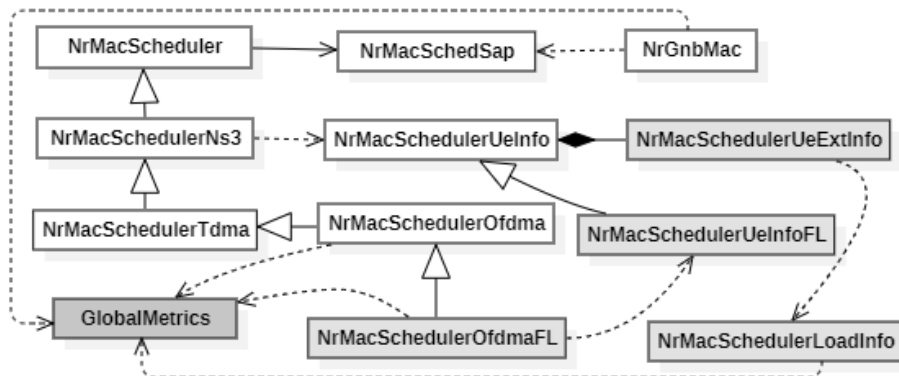 NrMacScheduler
NrMacSchedSap
NrGnbMac
NrMacSchedulerNs3
NrMacSchedulerUeInfo
NrMacSchedulerUeExtInfo
NrMacSchedulerTdma
NrMacSchedulerOfdma
NrMacSchedulerUeInfoFL
GlobalMetrics
NrMacSchedulerOfdmaFL
NrMacSchedulerLoadInfo